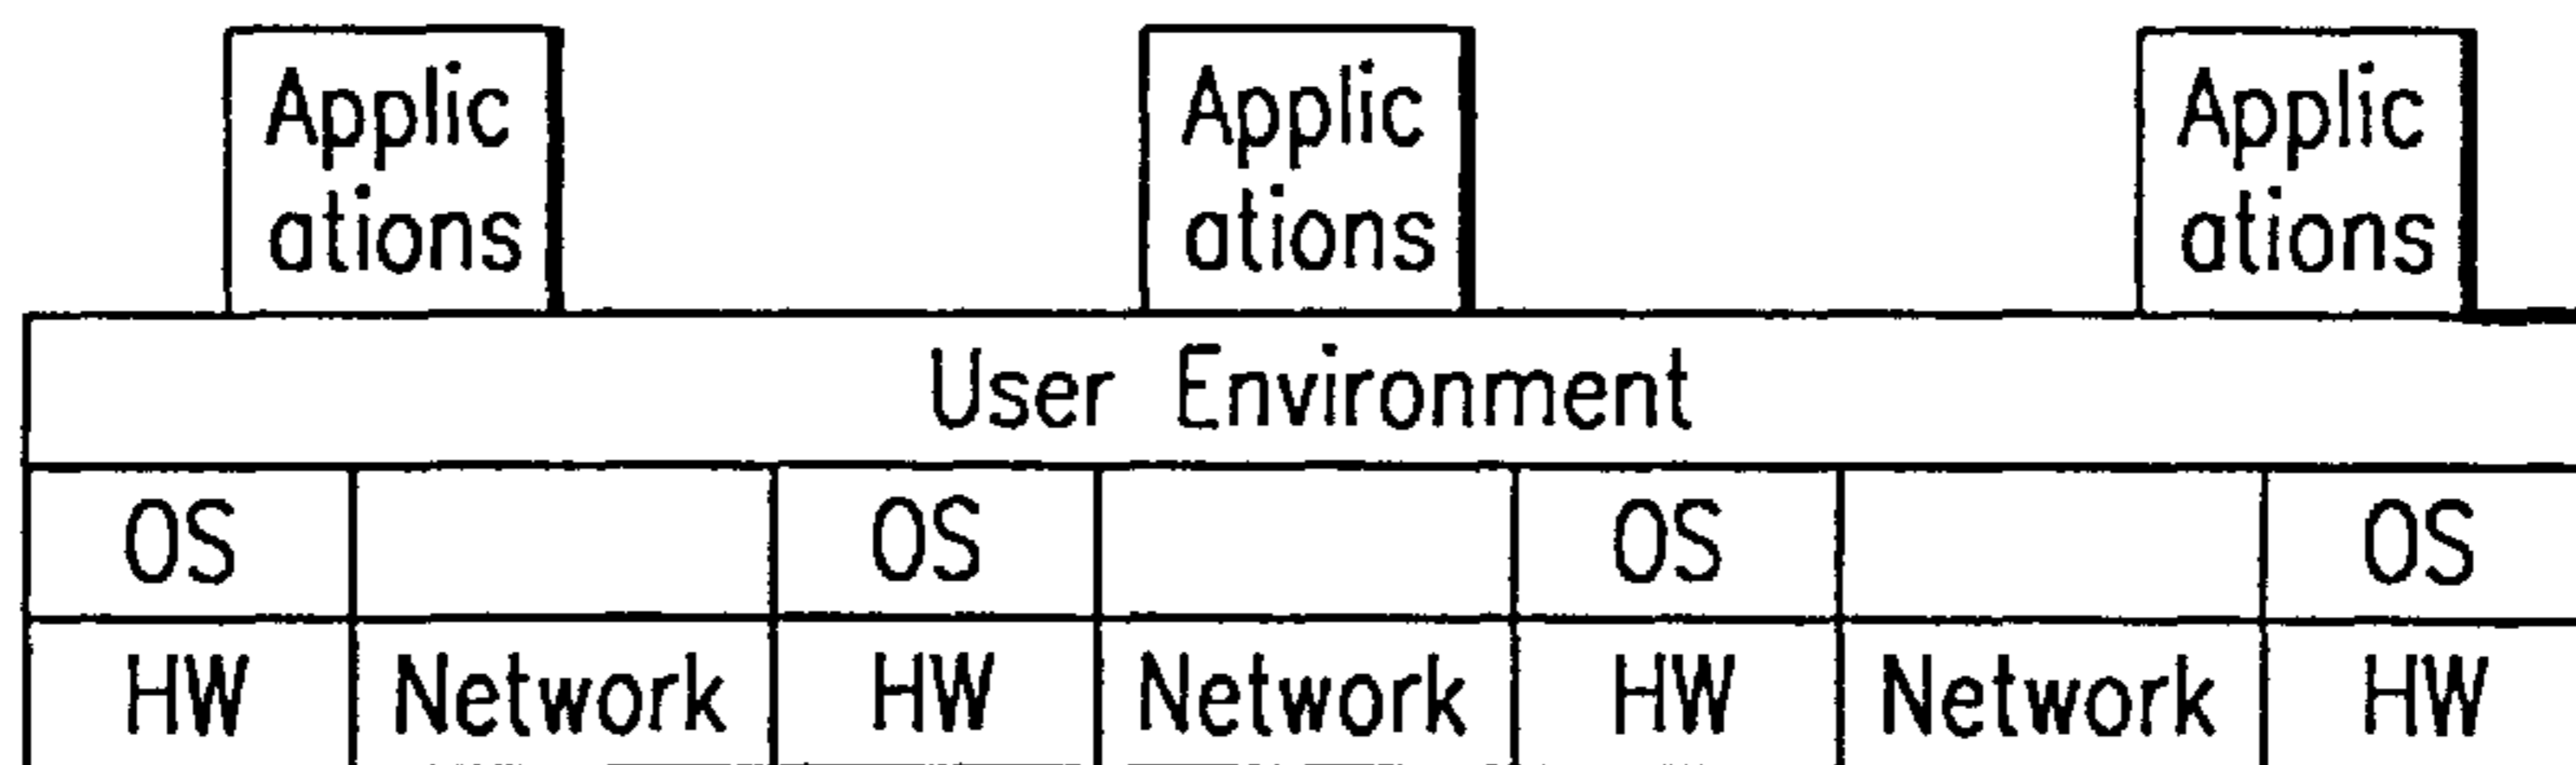 Applic
ations
Applic
ations
Applic
ations
User Environment
OS OS OS OS
HW Network HW Network HW Network HW